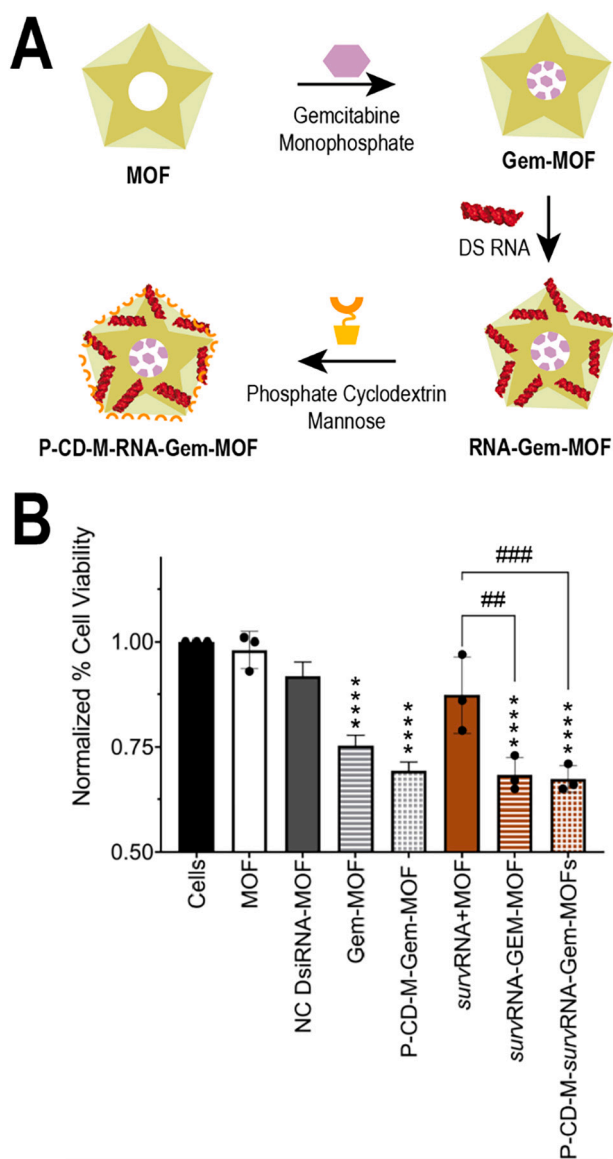 A
MOF
Gemcitabine
Monophosphate
Gem-MOF
DS RNA
Phosphate Cyclodextrin
Mannose
P-CD-M-RNA-Gem-MOF
RNA-Gem-MOF
B
Normalized % Cell Viability
1.00
0.75
0.50
****
****
****
****
##
###
Cells
MOF
NC DsiRNA-MOF
Gem-MOF
P-CD-M-Gem-MOF
survRNA+MOF
survRNA-GEM-MOF
P-CD-M-survRNA-Gem-MOFs